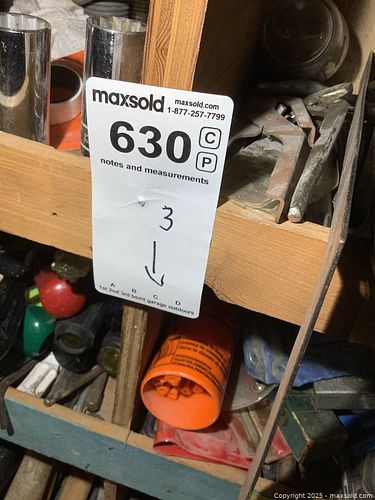 maxsold
maxsold.com
1-877-257-7799
630
C
P
notes and measurements
3
A B C D
1st 2nd 3rd bsmt garage outdoors
Copyright 2025 - maxsold.com